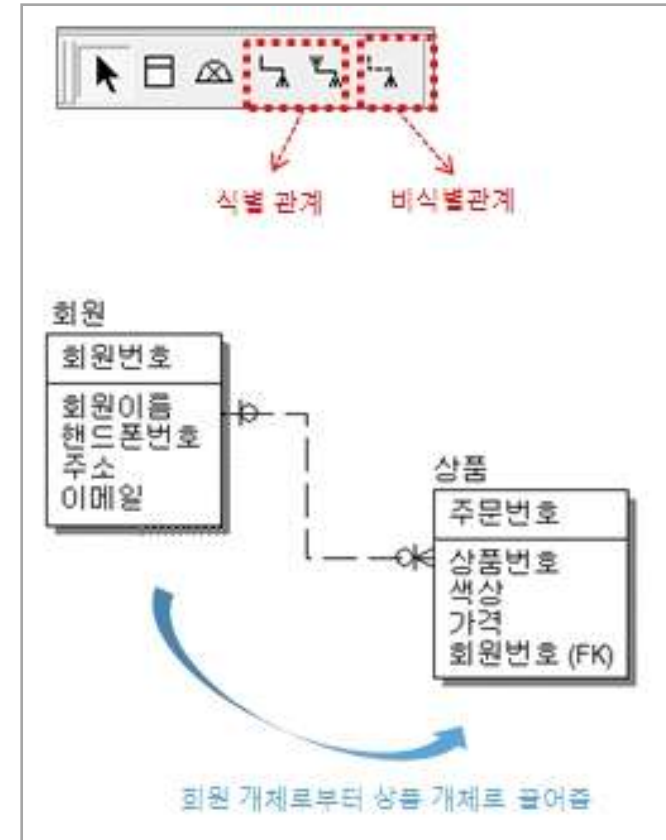 식별 관계
비식별관계
회원
회원번호
회원이름
핸드폰번호
주소
이메일
상품
주문번호
상품번호
색상
가격
회원번호 (FK)
회원 개체로부터 상품 개체로 끌어줌